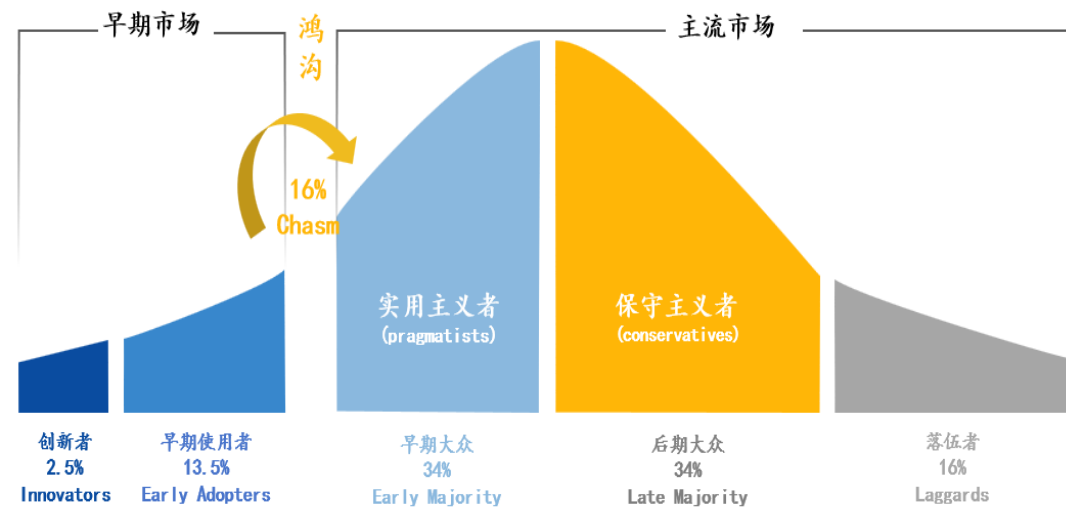 早期市场
鸿
沟
主流市场
16%
Chasm
实用主义者
(pragmatists)
保守主义者
(conservatives)
创新者
2.5%
Innovators
早期使用者
13.5%
Early Adopters
早期大众
34%
Early Majority
后期大众
34%
Late Majority
落伍者
16%
Laggards